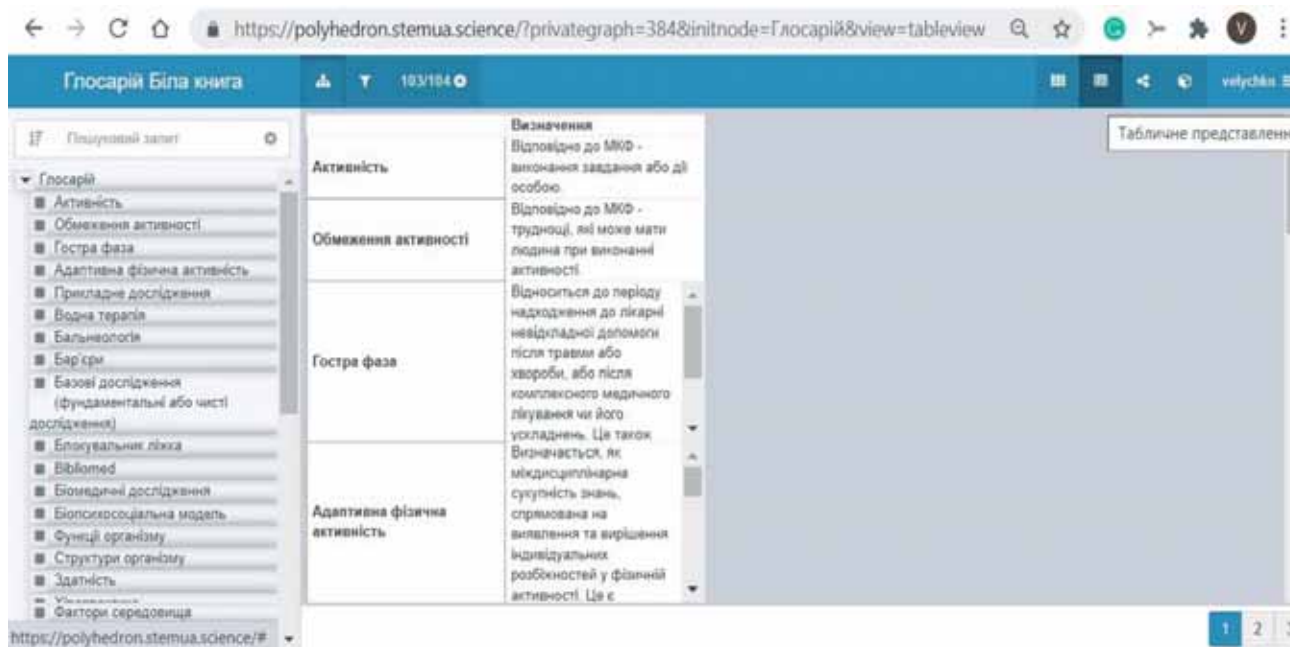 https://polyhedron.stemua.science/?privategraph=384&initnode=Глосарій&view=tableview
V
Глосарій Біла книга
103/104
velychko
Табличне представленн
Пошуковий запит
Глосарій
Активність
Обмеження активності
Гостра фаза
Адаптивна фізична активність
Прикладне дослідження
Водна терапія
Бальнеологія
Бар'єри
Базові дослідження
(фундаментальні або чисті
дослідження)
Блокувальник ліжка
Bibliomed
Біомедичні дослідження
Біопсихосоціальна модель
Функції організму
Структури організму
Здатність
Фактори середовища
https://polyhedron.stemua.science/#
Визначення
Активність
Відповідно до МКФ -
виконання завдання або дії
особою.
Обмеження активності
Відповідно до МКФ -
труднощі, які може мати
людина при виконанні
активності.
Гостра фаза
Відноситься до періоду
надходження до лікарні
невідкладної допомоги
після травми або
хвороби, або після
комплексного медичного
лікування чи його
ускладнень. Це також
Адаптивна фізична
активність
Визначається, як
міждисциплінарна
сукупність знань,
спрямована на
виявлення та вирішення
індивідуальних
розбіжностей у фізичній
активності. Це є
1 2